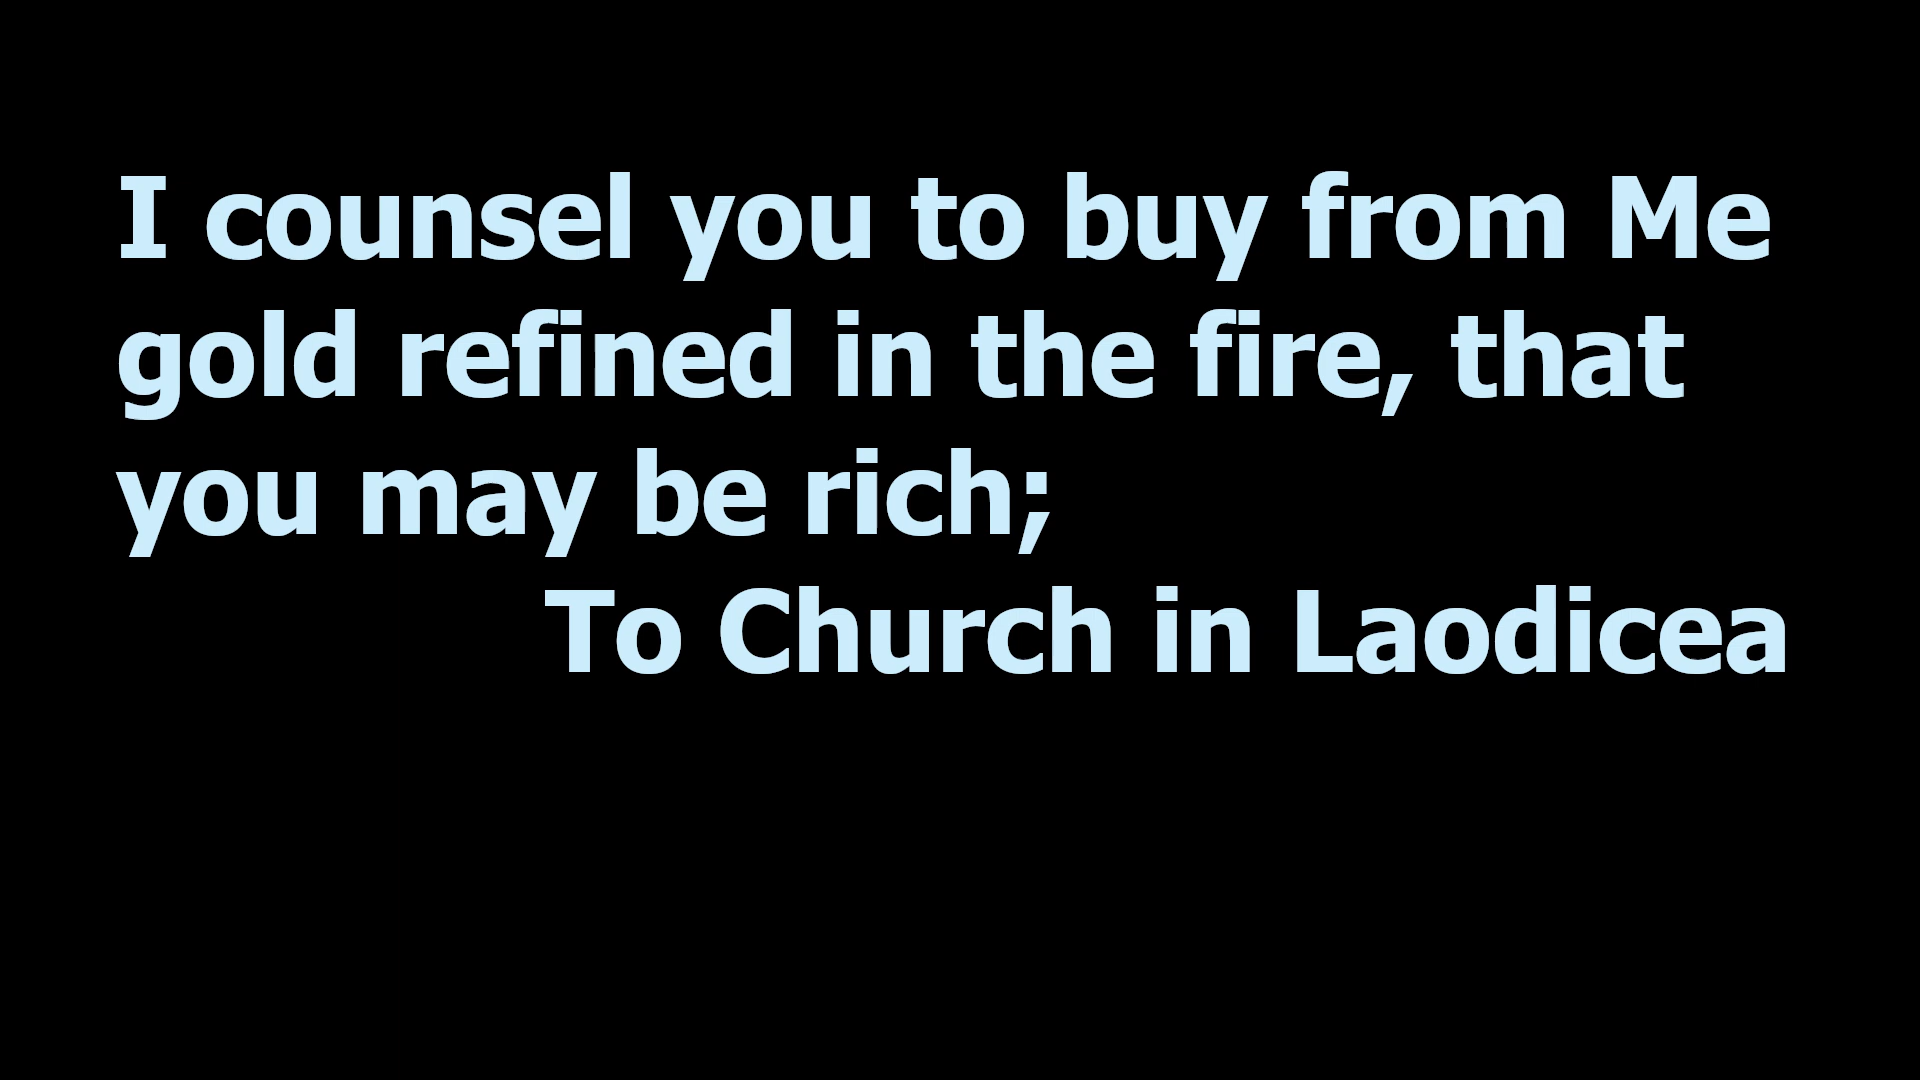 I counsel you to buy from Me
gold refined in the fire, that
you may be rich;
To Church in Laodicea